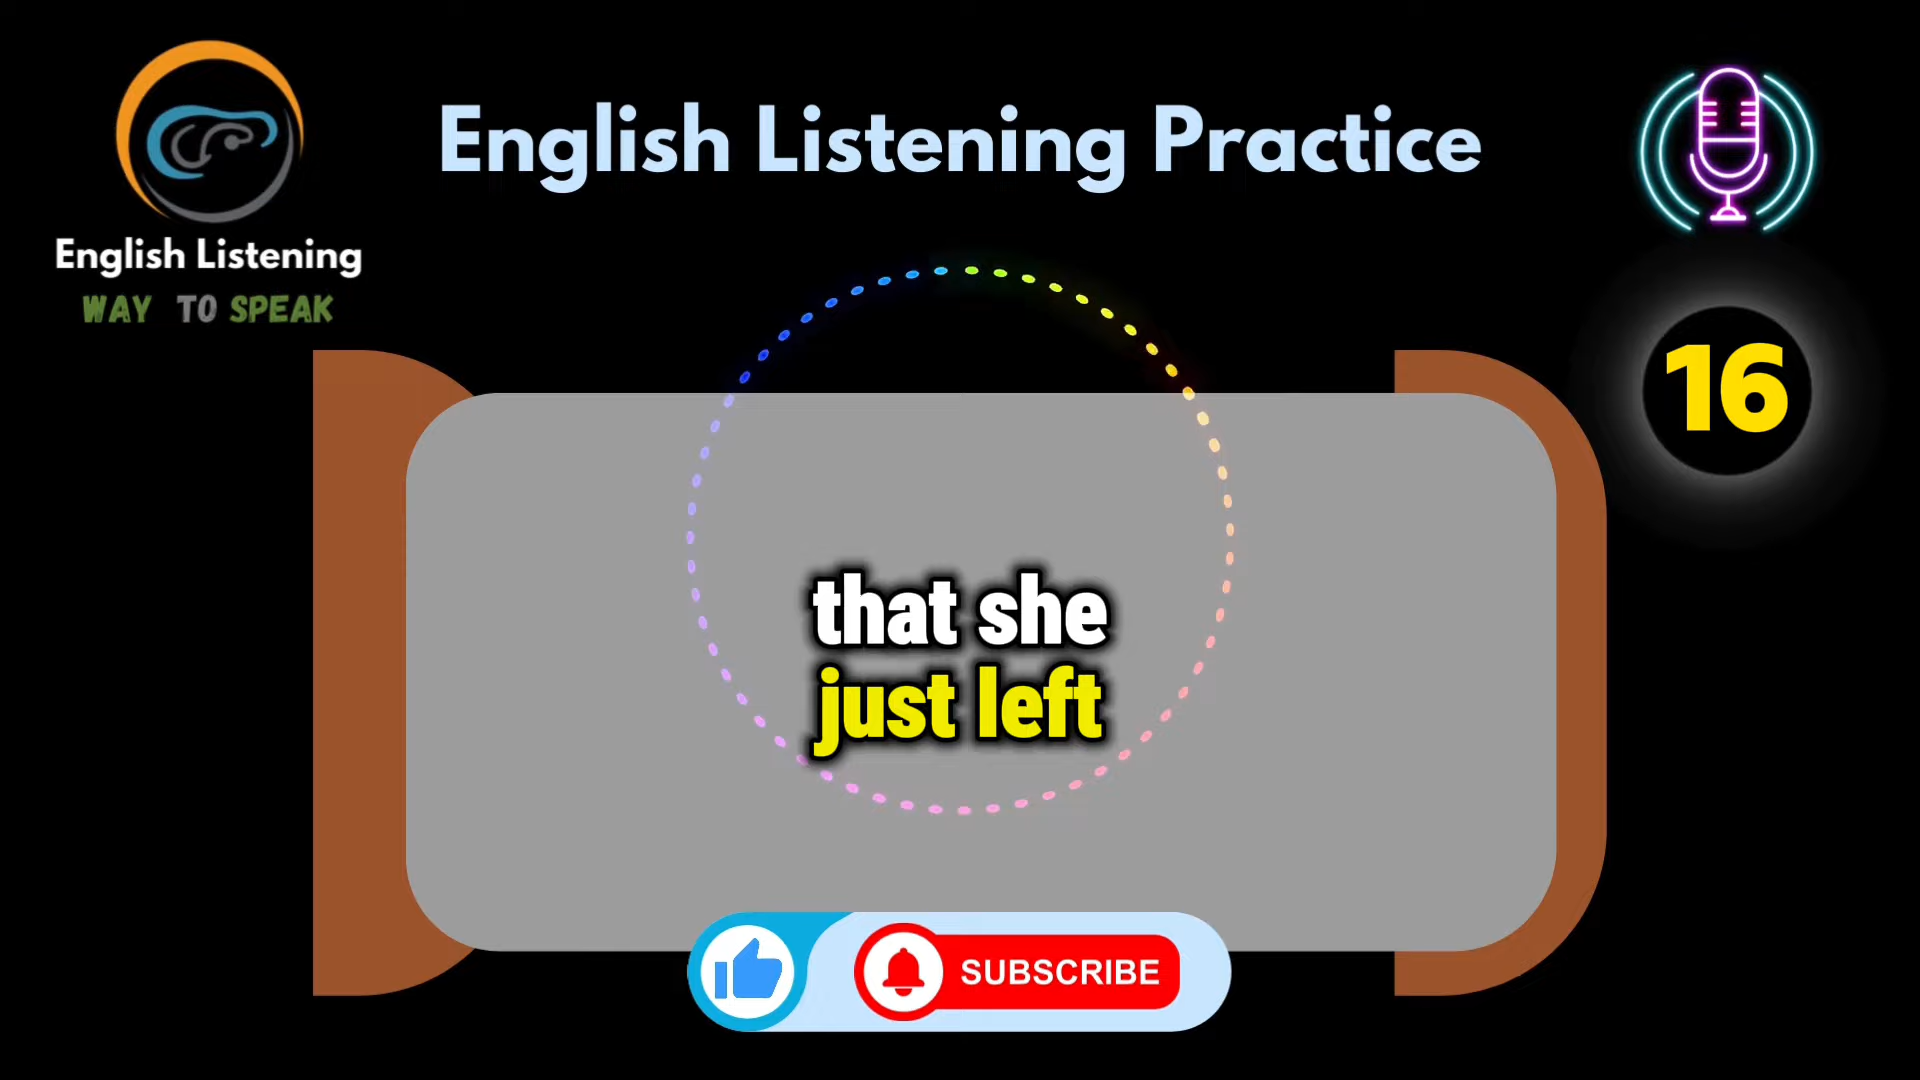 English Listening Practice
English Listening
WAY TO SPEAK
16
that she
just left
SUBSCRIBE